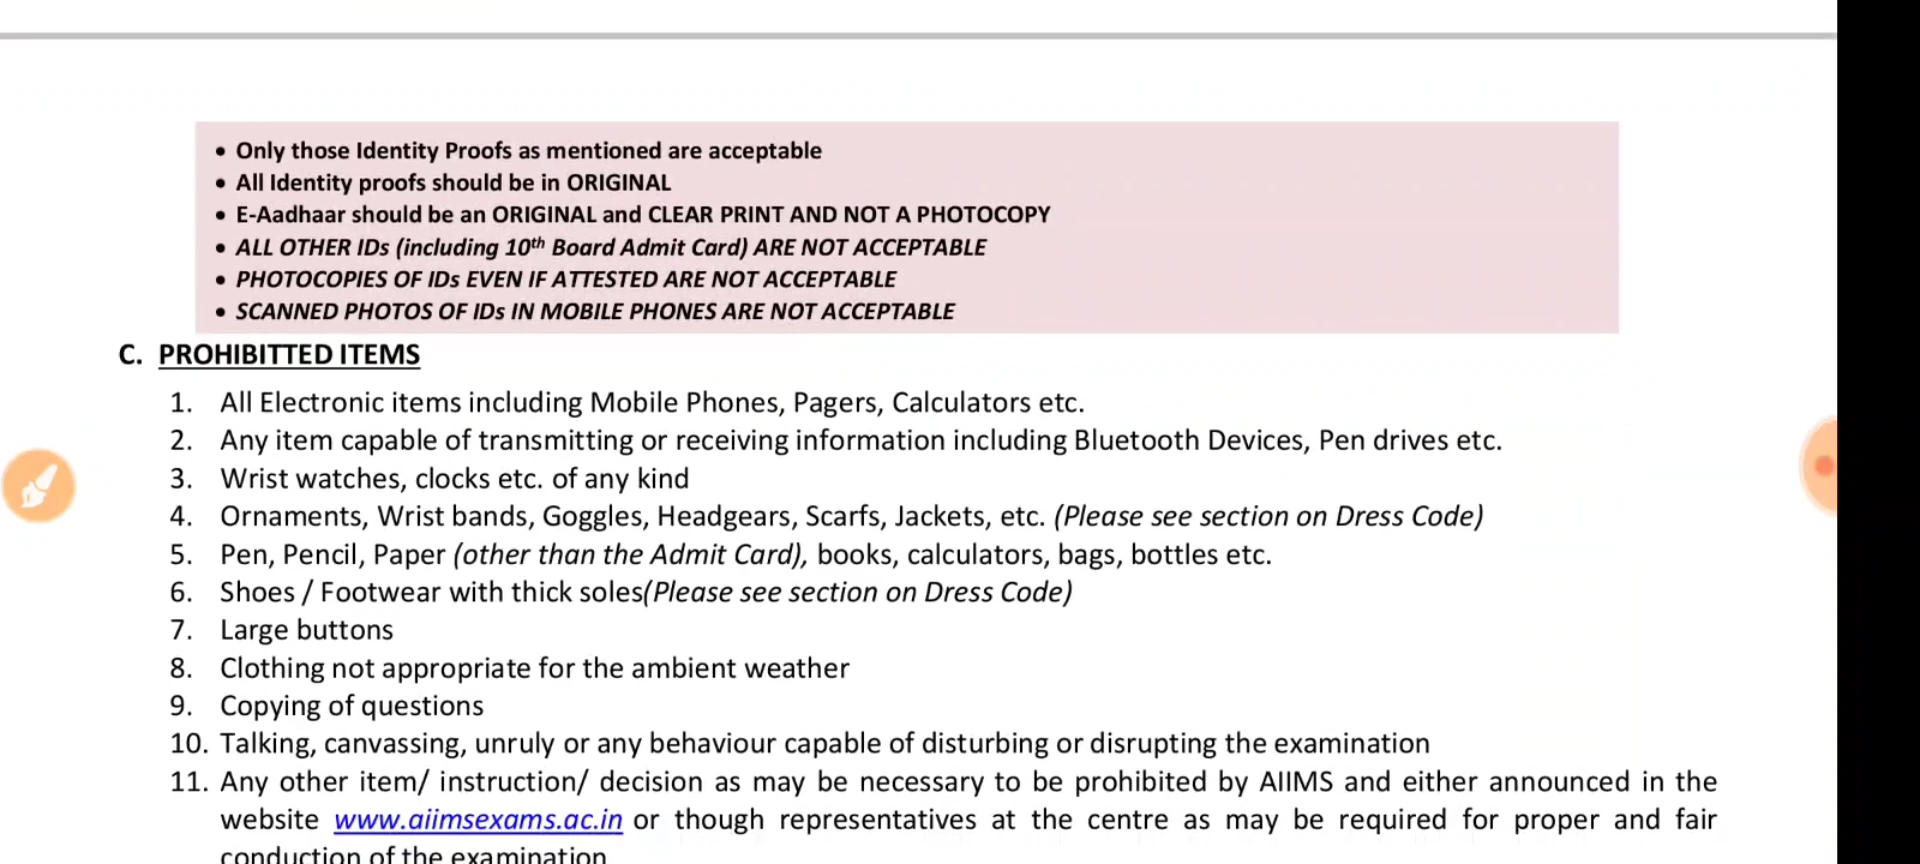 • Only those Identity Proofs as mentioned are acceptable
• All Identity proofs should be in ORIGINAL
• E-Aadhaar should be an ORIGINAL and CLEAR PRINT AND NOT A PHOTOCOPY
• ALL OTHER IDs (including 10th Board Admit Card) ARE NOT ACCEPTABLE
• PHOTOCOPIES OF IDs EVEN IF ATTESTED ARE NOT ACCEPTABLE
• SCANNED PHOTOS OF IDs IN MOBILE PHONES ARE NOT ACCEPTABLE
C. PROHIBITTED ITEMS
1. All Electronic items including Mobile Phones, Pagers, Calculators etc.
2. Any item capable of transmitting or receiving information including Bluetooth Devices, Pen drives etc.
3. Wrist watches, clocks etc. of any kind
4. Ornaments, Wrist bands, Goggles, Headgears, Scarfs, Jackets, etc. (Please see section on Dress Code)
5. Pen, Pencil, Paper (other than the Admit Card), books, calculators, bags, bottles etc.
6. Shoes / Footwear with thick soles(Please see section on Dress Code)
7. Large buttons
8. Clothing not appropriate for the ambient weather
9. Copying of questions
10. Talking, canvassing, unruly or any behaviour capable of disturbing or disrupting the examination
11. Any other item/ instruction/ decision as may be necessary to be prohibited by AIIMS and either announced in the
website www.aiimsexams.ac.in or though representatives at the centre as may be required for proper and fair
conduction of the examination